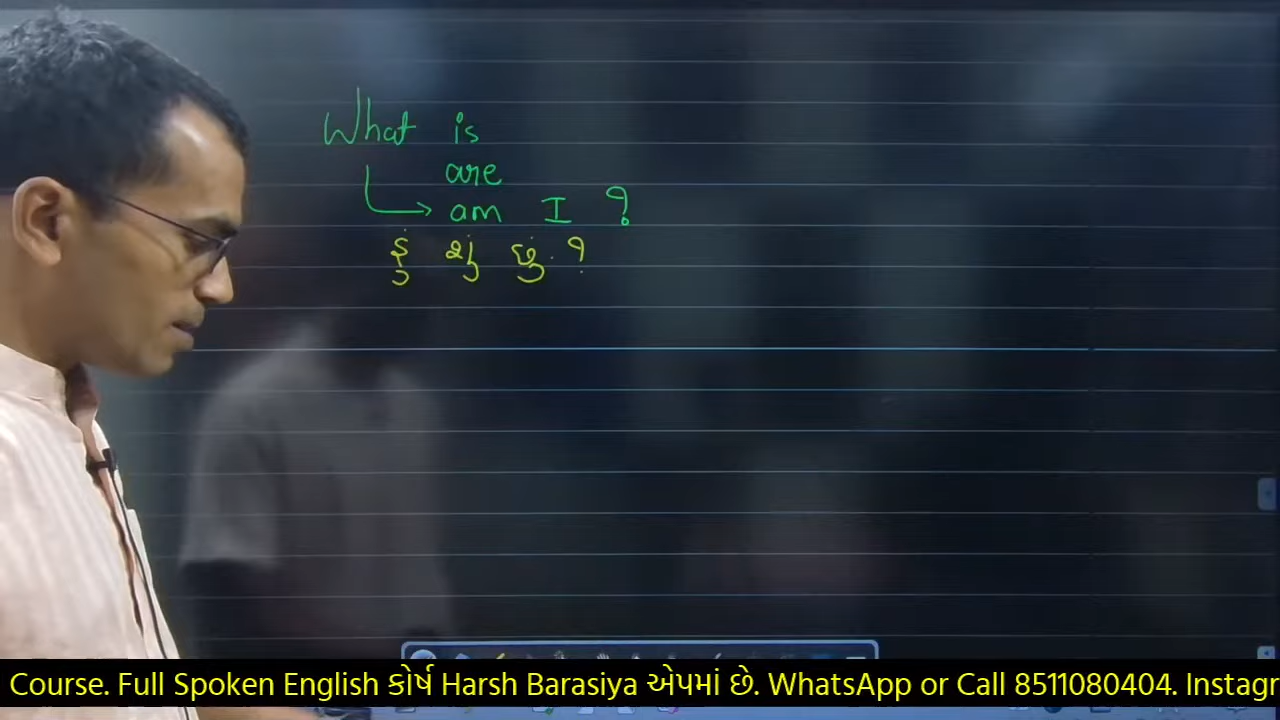 What is
are
am I ?
હું શું છું. ?
Course. Full Spoken English કોર્ષ Harsh Barasiya એપમાં છે. WhatsApp or Call 8511080404. Instagr